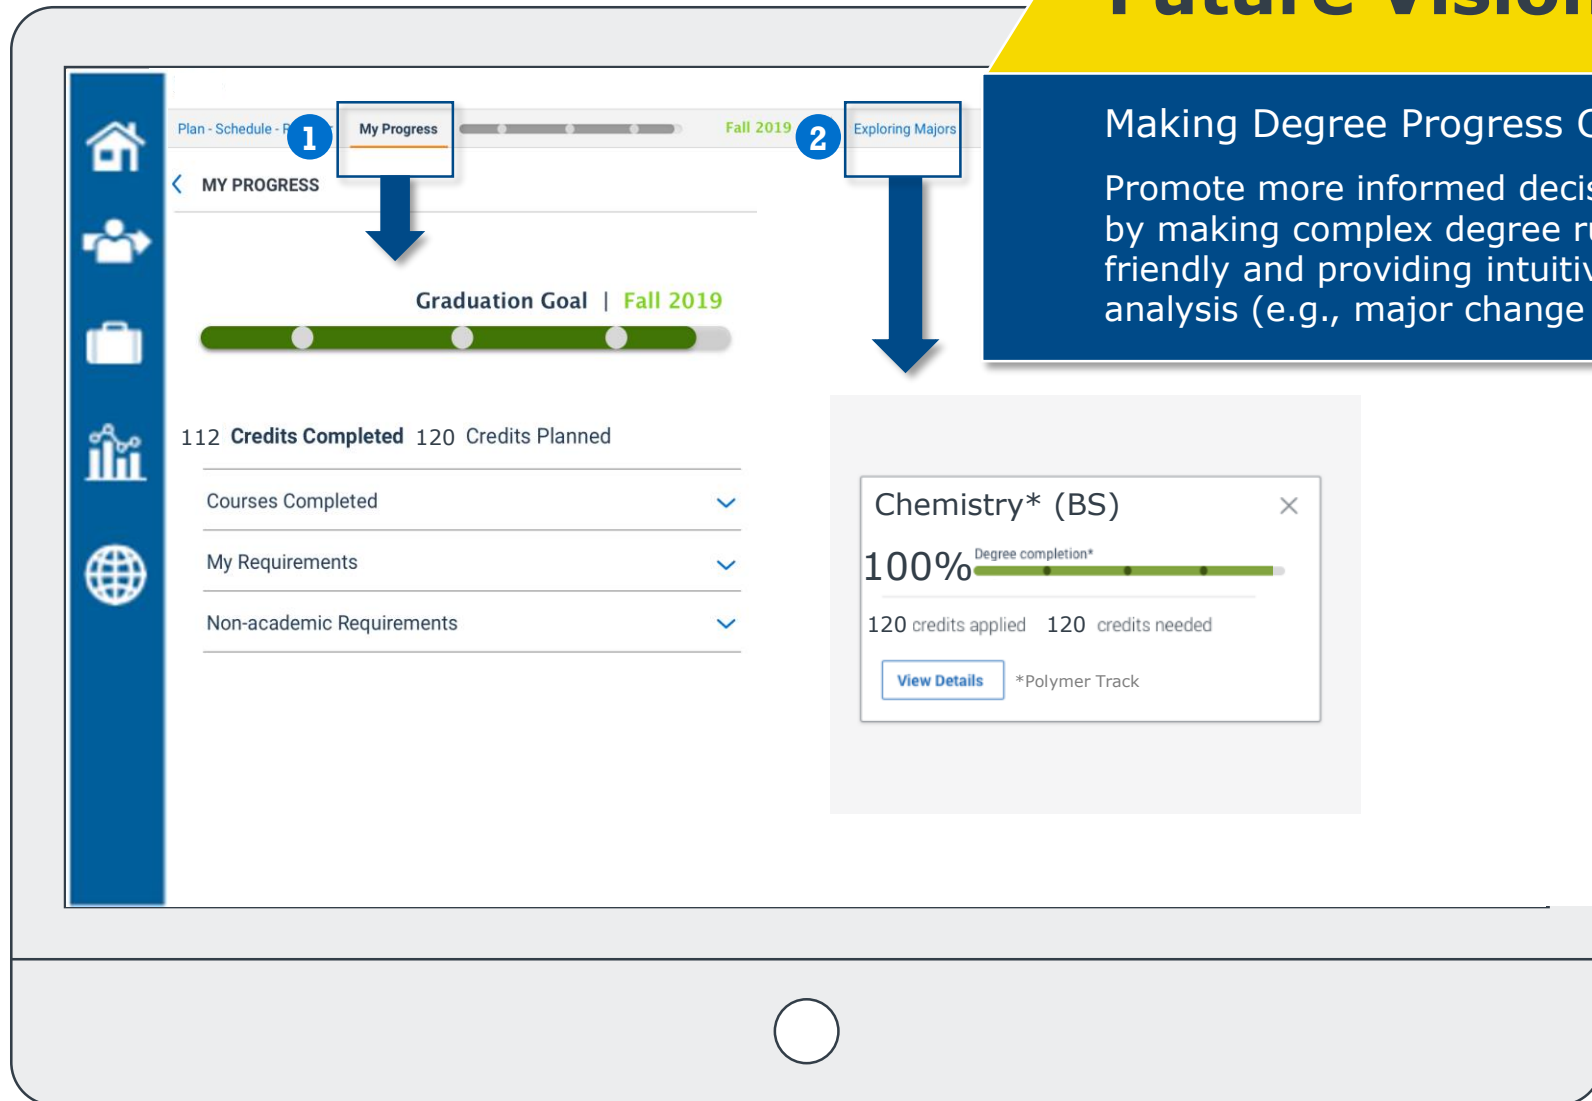 Future Vision
Making Degree Progress
Promote more informed
by making complex degree
friendly and providing
analysis (e.g., major change
Plan - Schedule -
1
My Progress
Fall 2019
2
Exploring Majors
MY PROGRESS
Graduation Goal | Fall 2019
112 Credits Completed 120 Credits Planned
Courses Completed
My Requirements
Non-academic Requirements
Chemistry* (BS)
100% Degree completion*
120 credits applied 120 credits needed
View Details *Polymer Track